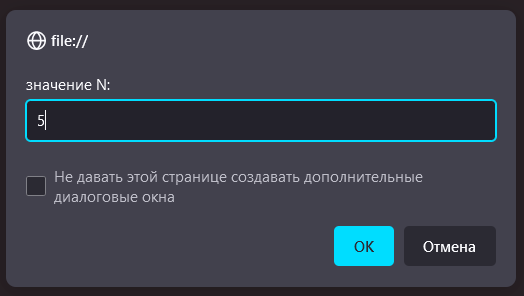 file://
значение N:
5
Не давать этой странице создавать дополнительные
диалоговые окна
OK
Отмена